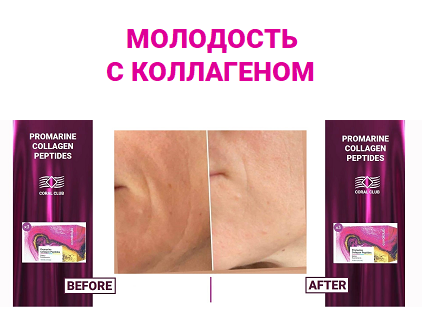 МОЛОДОСТЬ
С КОЛЛАГЕНОМ
PROMARINE
COLLAGEN
PEPTIDES
CORAL CLUB
BEFORE
PROMARINE
COLLAGEN
PEPTIDES
CORAL CLUB
AFTER